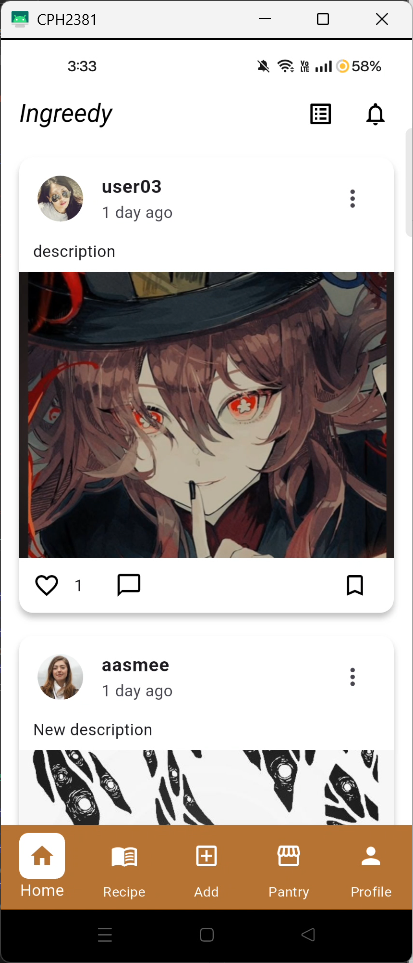 CPH2381
3:33
58%
Ingreedy
user03
1 day ago
description
1
aasmee
1 day ago
New description
Home
Recipe
Add
Pantry
Profile